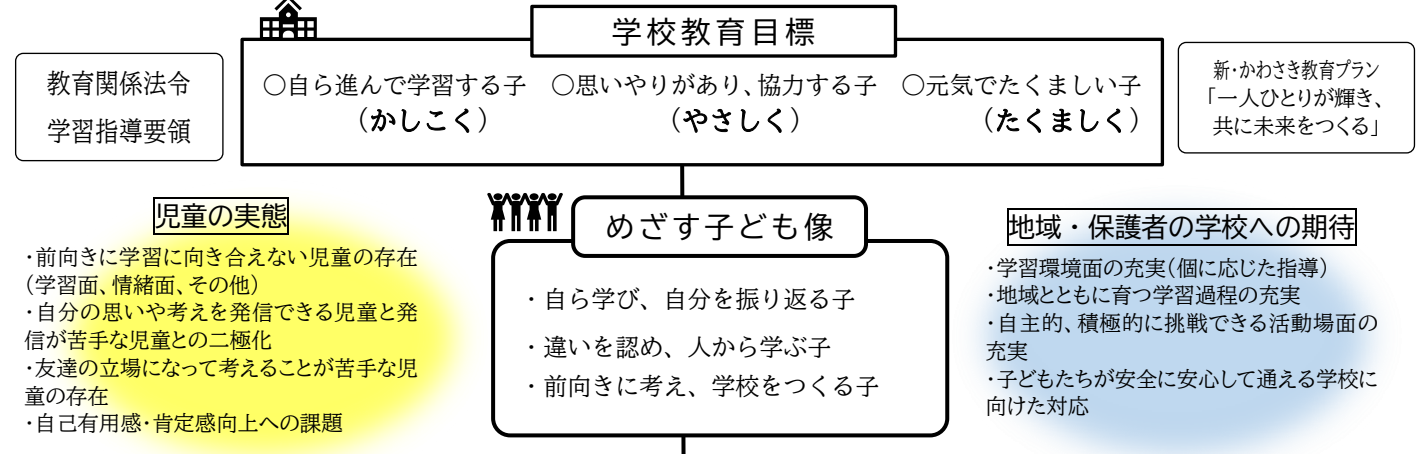 学校教育目標
教育関係法令
学習指導要領
○自ら進んで学習する子 ○思いやりがあり、協力する子 ○元気でたくましい子
（かしこく） （やさしく） （たくましく）
新・かわさき教育プラン
「一人ひとりが輝き、
共に未来をつくる」
児童の実態
・前向きに学習に向き合えない児童の存在
（学習面、情緒面、その他）
・自分の思いや考えを発信できる児童と発
信が苦手な児童との二極化
・友達の立場になって考えることが苦手な児
童の存在
・自己有用感・肯定感向上への課題
めざす子ども像
・自ら学び、自分を振り返る子
・違いを認め、人から学ぶ子
・前向きに考え、学校をつくる子
地域・保護者の学校への期待
・学習環境面の充実（個に応じた指導）
・地域とともに育つ学習過程の充実
・自主的、積極的に挑戦できる活動場面の
充実
・子どもたちが安全に安心して通える学校に
向けた対応